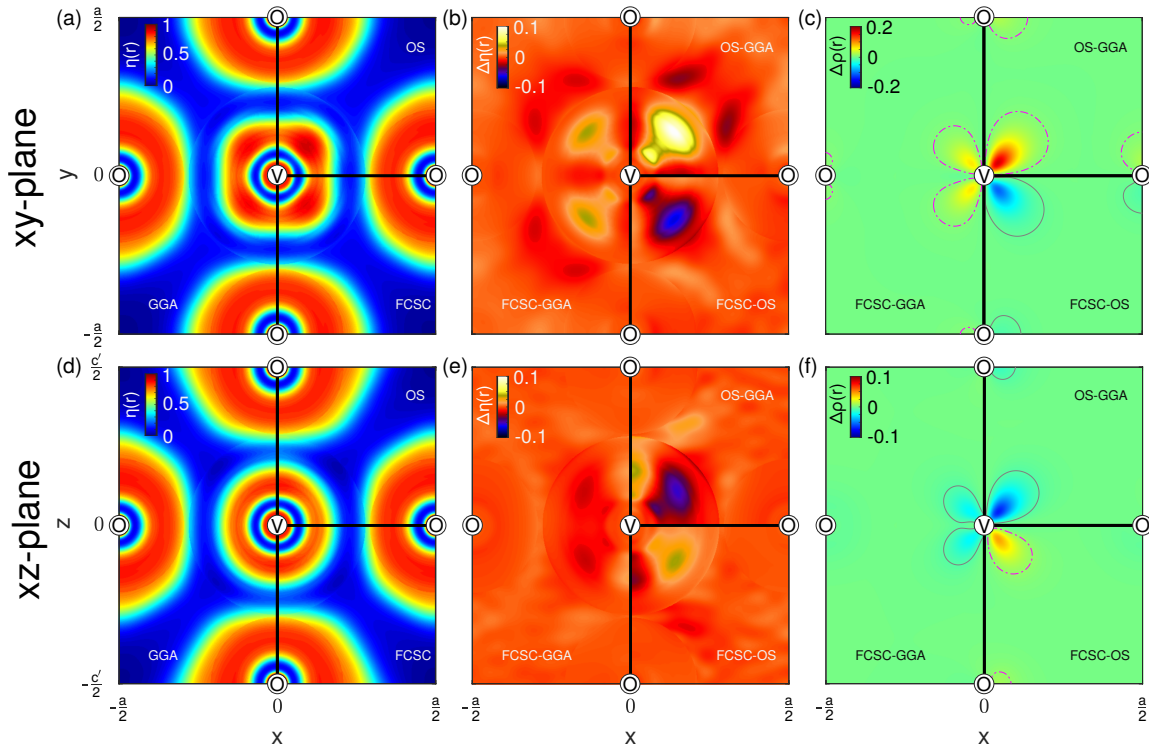 (a)
a/2
O
1
0.5
0
η(r)
OS
xy-plane
y
0
O
V
O
GGA
FCSC
-a/2
O
(b)
O
0.1
0
-0.1
Δη(r)
OS-GGA
O
V
O
FCSC-GGA
FCSC-OS
O
(c)
O
0.2
0
-0.2
Δρ(r)
OS-GGA
O
V
O
FCSC-GGA
FCSC-OS
O
(d)
c'/2
O
1
0.5
0
η(r)
OS
xz-plane
z
0
O
V
O
GGA
FCSC
-c'/2
O
-a/2
0
a/2
x
(e)
O
0.1
0
-0.1
Δη(r)
OS-GGA
O
V
O
FCSC-GGA
FCSC-OS
O
-a/2
0
a/2
x
(f)
O
0.1
0
-0.1
Δρ(r)
OS-GGA
O
V
O
FCSC-GGA
FCSC-OS
O
-a/2
0
a/2
x